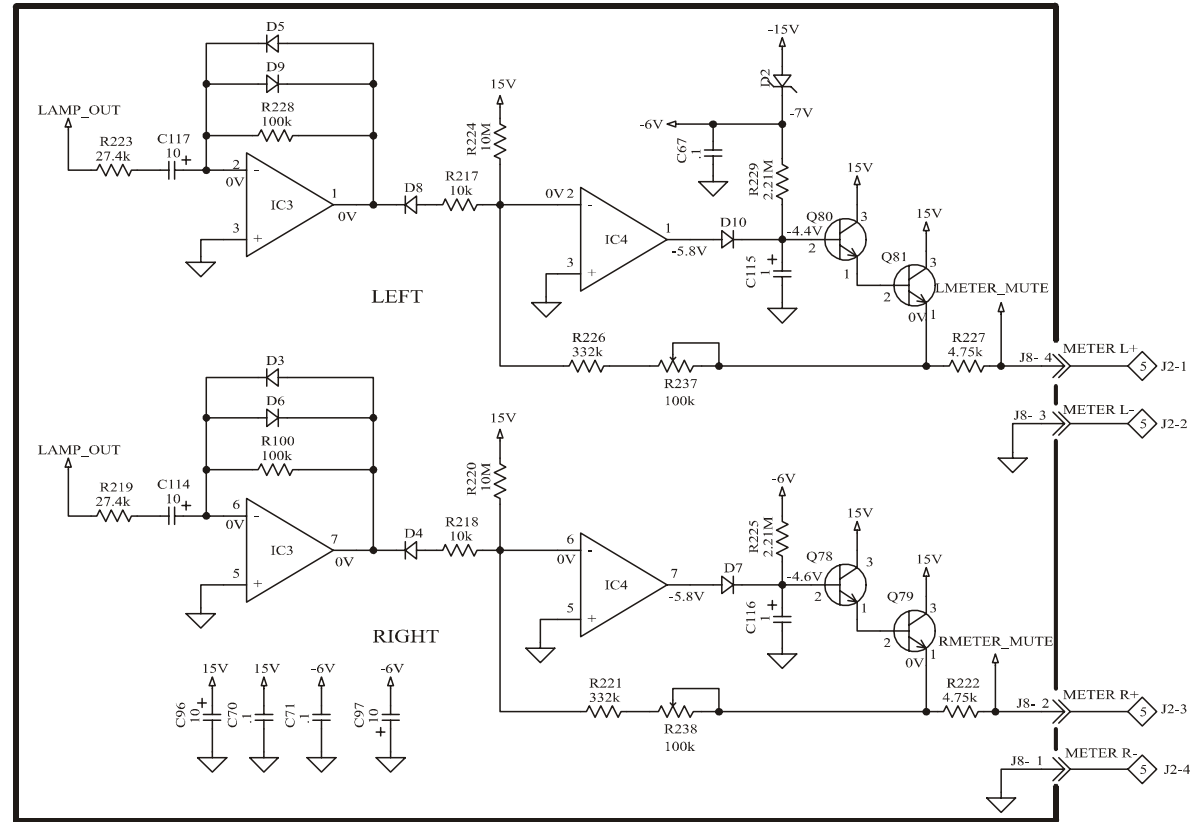 D5
D9
LAMP_OUT
R228
100k
R223
27.4k
C117
10 +
2
-
0V
IC3
1
0V
3
+
D8
R217
10k
15V
R224
10M
0V 2
-
IC4
1
-5.8V
3
+
-15V
D2
-7V
-6V
C67
.1
R229
2.21M
D10
-4.4V
C115
1
+
Q80
15V
3
2
1
Q81
15V
3
2
0V
1
LMETER_MUTE
LEFT
R226
332k
R237
100k
R227
4.75k
J8- 4
METER L+
5
J2-1
J8- 3
METER L-
5
J2-2
D3
D6
LAMP_OUT
R100
100k
R219
27.4k
C114
10 +
6
-
0V
IC3
7
0V
5
+
D4
R218
10k
15V
R220
10M
6
-
0V
IC4
7
-5.8V
5
+
-6V
R225
2.21M
D7
-4.6V
C116
1
+
Q78
15V
3
2
1
Q79
15V
3
2
0V
1
RMETER_MUTE
RIGHT
R221
332k
R238
100k
R222
4.75k
J8- 2
METER R+
5
J2-3
J8- 1
METER R-
5
J2-4
15V
C96
10
+
15V
C70
.1
-6V
C71
.1
-6V
C97
10
+